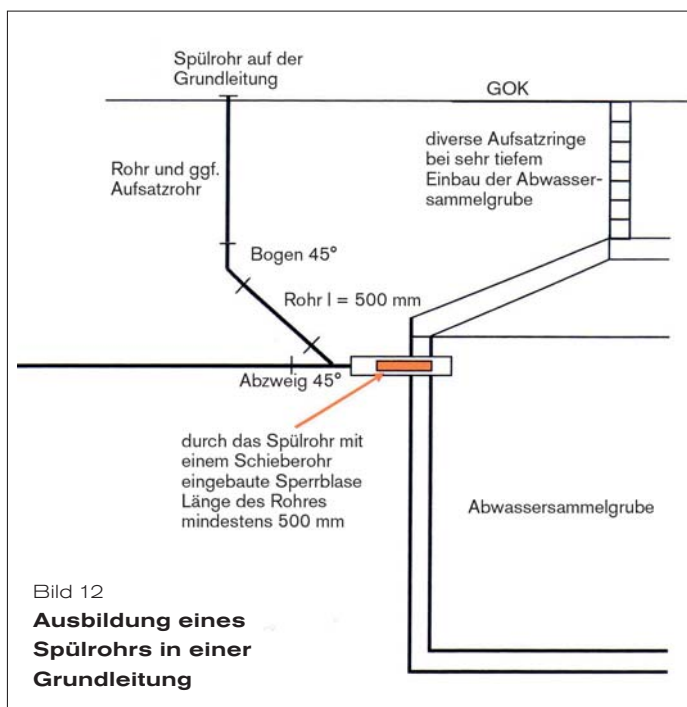 Spülrohr auf der
Grundleitung
GOK
Rohr und ggf.
Aufsatzrohr
diverse Aufsatzringe
bei sehr tiefem
Einbau der Abwasser-
sammelgrube
Bogen 45°
Rohr l = 500 mm
Abzweig 45°
durch das Spülrohr mit
einem Schieberohr
eingebaute Sperrblase
Länge des Rohres
mindestens 500 mm
Abwassersammelgrube
Bild 12
Ausbildung eines
Spülrohrs in einer
Grundleitung